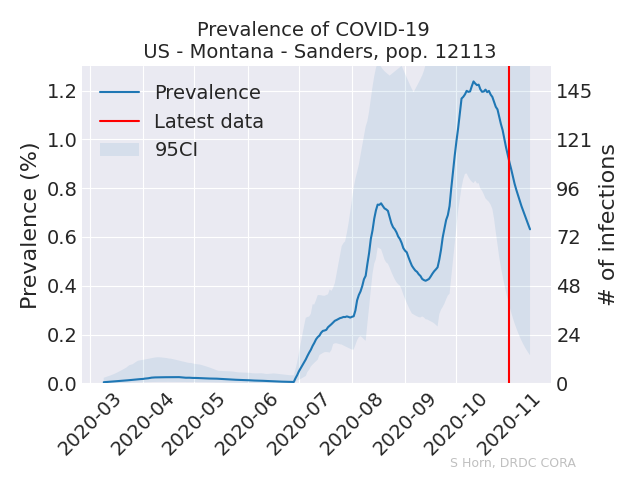 Prevalence of COVID-19
US - Montana - Sanders, pop. 12113
Prevalence
Latest data
95CI
Prevalence (%)
1.2
1.0
0.8
0.6
0.4
0.2
0.0
145
121
96
72
48
24
0
# of infections
2020-03
2020-04
2020-05
2020-06
2020-07
2020-08
2020-09
2020-10
2020-11
S Horn, DRDC CORA